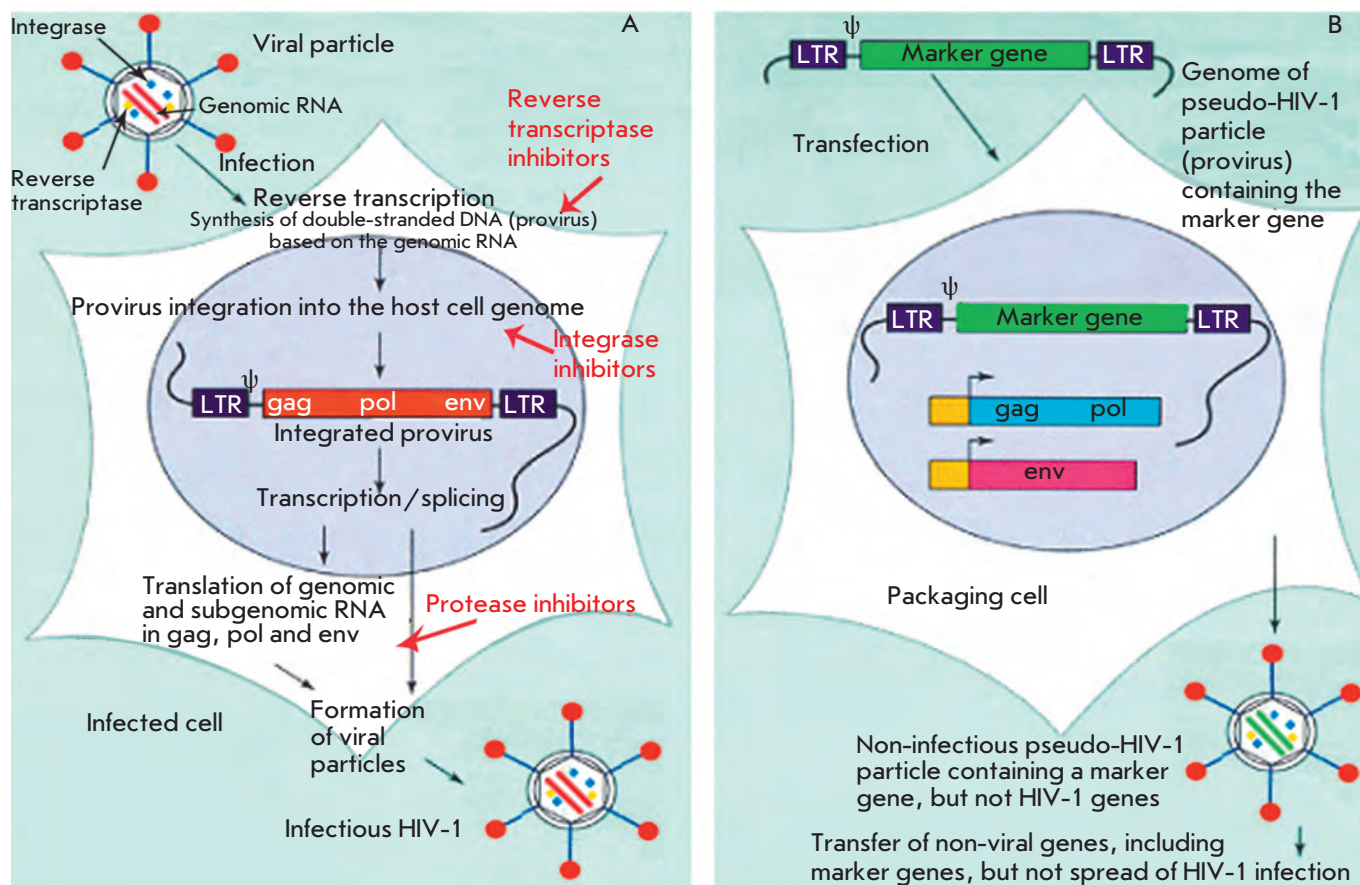 A
Integrase
Viral particle
Genomic RNA
Reverse
transcriptase
Infection
Reverse
transcriptase
inhibitors
Reverse transcription
Synthesis of double-stranded DNA (provirus)
based on the genomic RNA
Provirus integration into the host cell genome
Integrase
inhibitors
ψ
LTR gag pol env LTR
Integrated provirus
Transcription/splicing
Translation of genomic
and subgenomic RNA
in gag, pol and env
Protease inhibitors
Infected cell
Formation
of viral
particles
Infectious HIV-1
B
ψ
LTR Marker gene LTR
Genome of
pseudo-HIV-1
particle
(provirus)
containing the
marker gene
Transfection
ψ
LTR Marker gene LTR
gag pol
env
Packaging cell
Non-infectious pseudo-HIV-1
particle containing a marker
gene, but not HIV-1 genes
Transfer of non-viral genes, including
marker genes, but not spread of HIV-1 infection